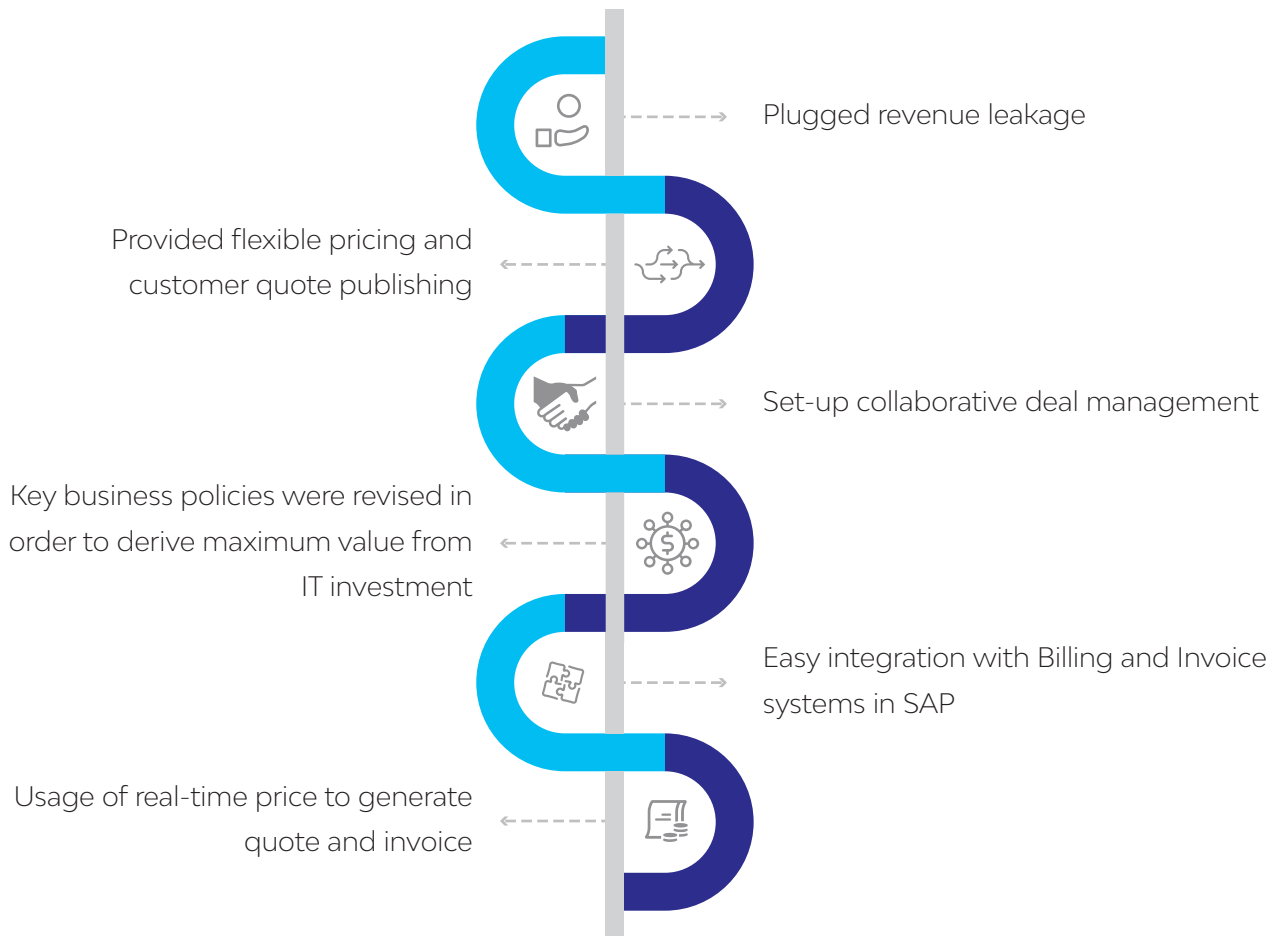 Plugged revenue leakage
Provided flexible pricing and
customer quote publishing
Set-up collaborative deal management
Key business policies were revised in
order to derive maximum value from
IT investment
Easy integration with Billing and Invoice
systems in SAP
Usage of real-time price to generate
quote and invoice